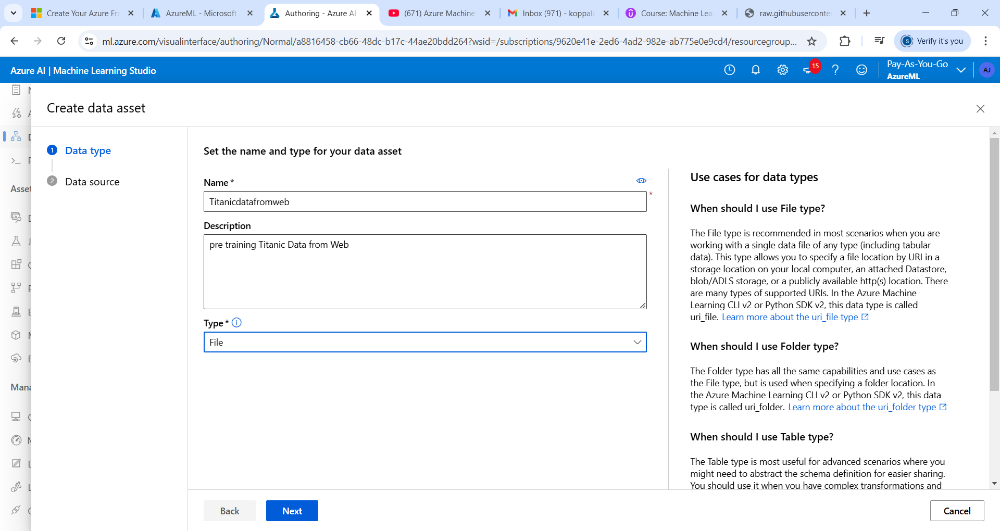 Create Your Azure Fr
AzureML - Microsoft
Authoring - Azure AI
(671) Azure Machine
Inbox (971) - koppala
Course: Machine Lea
raw.githubuserconte
ml.azure.com/visualinterface/authoring/Normal/a8816458-cb66-48dc-b17c-44ae20bdd264?wsid=/subscriptions/9620e41e-2ed6-4ad2-982e-ab775e0e9cd4/resourcegroup...
S
Verify it's you
Azure AI | Machine Learning Studio
15
Pay-As-You-Go
AzureML
AJ
Create data asset
1
Data type
2
Data source
Asset
Mana
Set the name and type for your data asset
Name *
*
Titanicdatafromweb
Description
pre training Titanic Data from Web
Type *
File
Use cases for data types
When should I use File type?
The File type is recommended in most scenarios when you are
working with a single data file of any type (including tabular
data). This type allows you to specify a file location by URI in a
storage location on your local computer, an attached Datastore,
blob/ADLS storage, or a publicly available http(s) location. There
are many types of supported URIs. In the Azure Machine
Learning CLI v2 or Python SDK v2, this data type is called
uri_file. Learn more about the uri_file type
When should I use Folder type?
The Folder type has all the same capabilities and use cases as
the File type, but is used when specifying a folder location. In
the Azure Machine Learning CLI v2 or Python SDK v2, this data
type is called uri_folder. Learn more about the uri_folder type
When should I use Table type?
The Table type is most useful for advanced scenarios where you
might need to abstract the schema definition for easier sharing.
You should use it when you have complex transformations and
Back
Next
Cancel